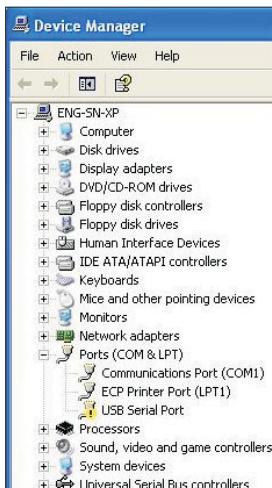 Device Manager
File Action View Help
ENG-SN-XP
Computer
Disk drives
Display adapters
DVD/CD-ROM drives
Floppy disk controllers
Floppy disk drives
Human Interface Devices
IDE ATA/ATAPI controllers
Keyboards
Mice and other pointing devices
Monitors
Network adapters
Ports (COM & LPT)
Communications Port (COM1)
ECP Printer Port (LPT1)
USB Serial Port
Processors
Sound, video and game controllers
System devices
Universal Serial Bus controllers